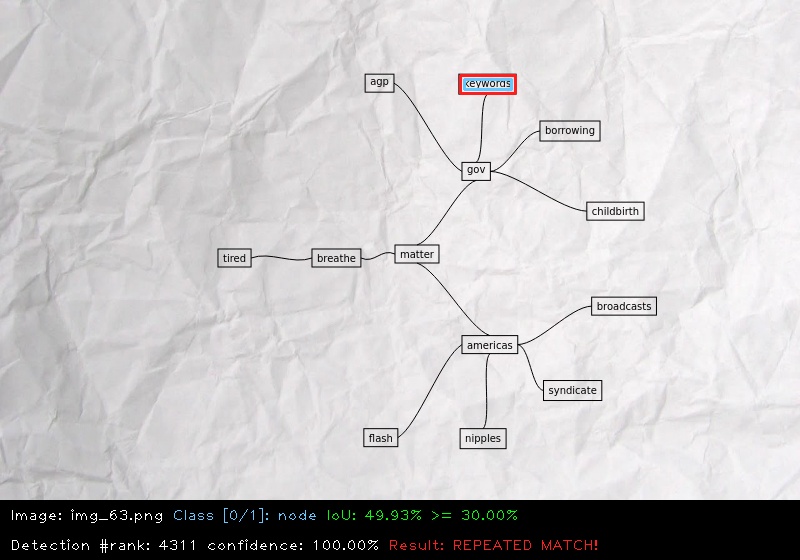 agp
keywords
borrowing
gov
childbirth
matter
tired
breathe
broadcasts
americas
syndicate
flash
nipples
Image: img_63.png Class [0/1]: node IoU: 49.93% >= 30.00%
Detection #rank: 4311 confidence: 100.00% Result: REPEATED MATCH!